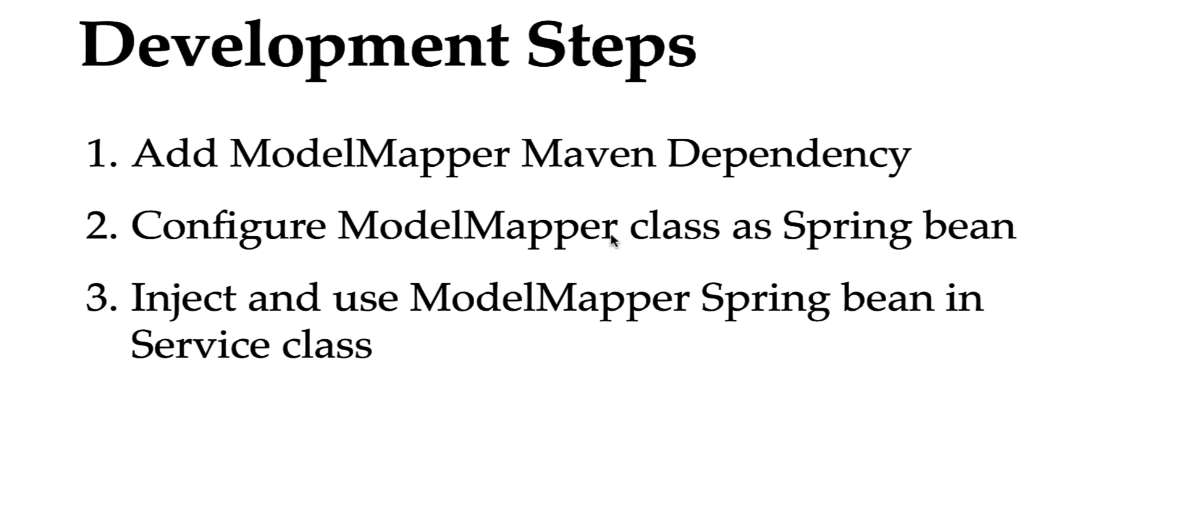 Development Steps
1. Add ModelMapper Maven Dependency
2. Configure ModelMapper class as Spring bean
3. Inject and use ModelMapper Spring bean in
Service class